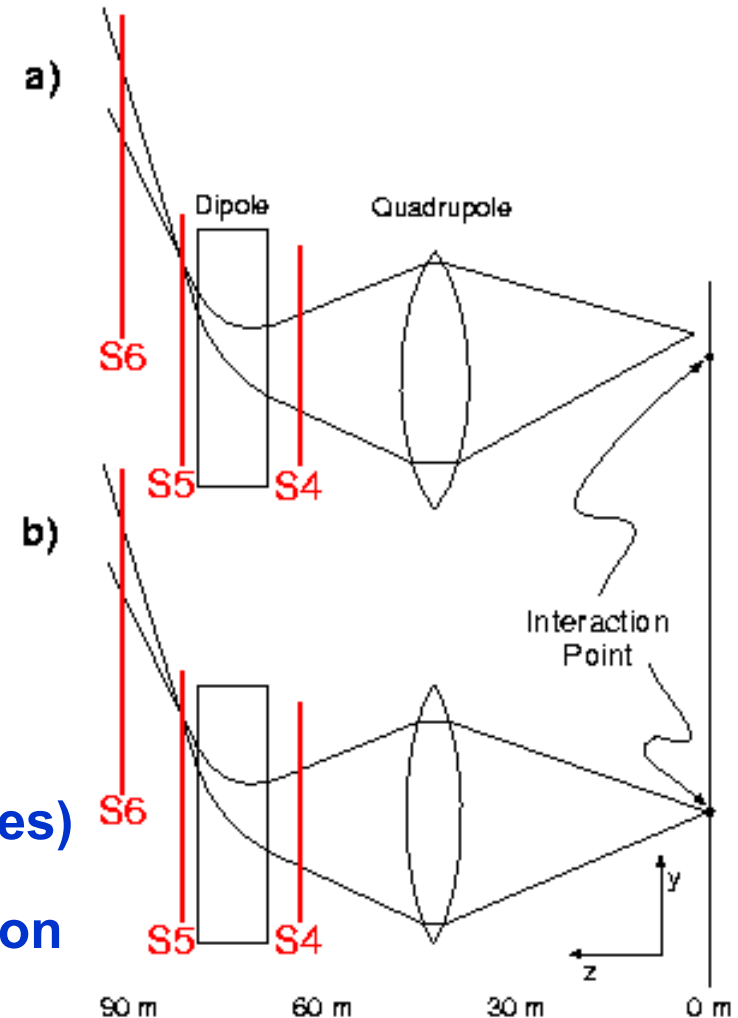 a)
Dipole
Quadrupole
S6
S5
S4
b)
Interaction
Point
S6
es)
y
on
S5
S4
z
90 m
60 m
30 m
0 m